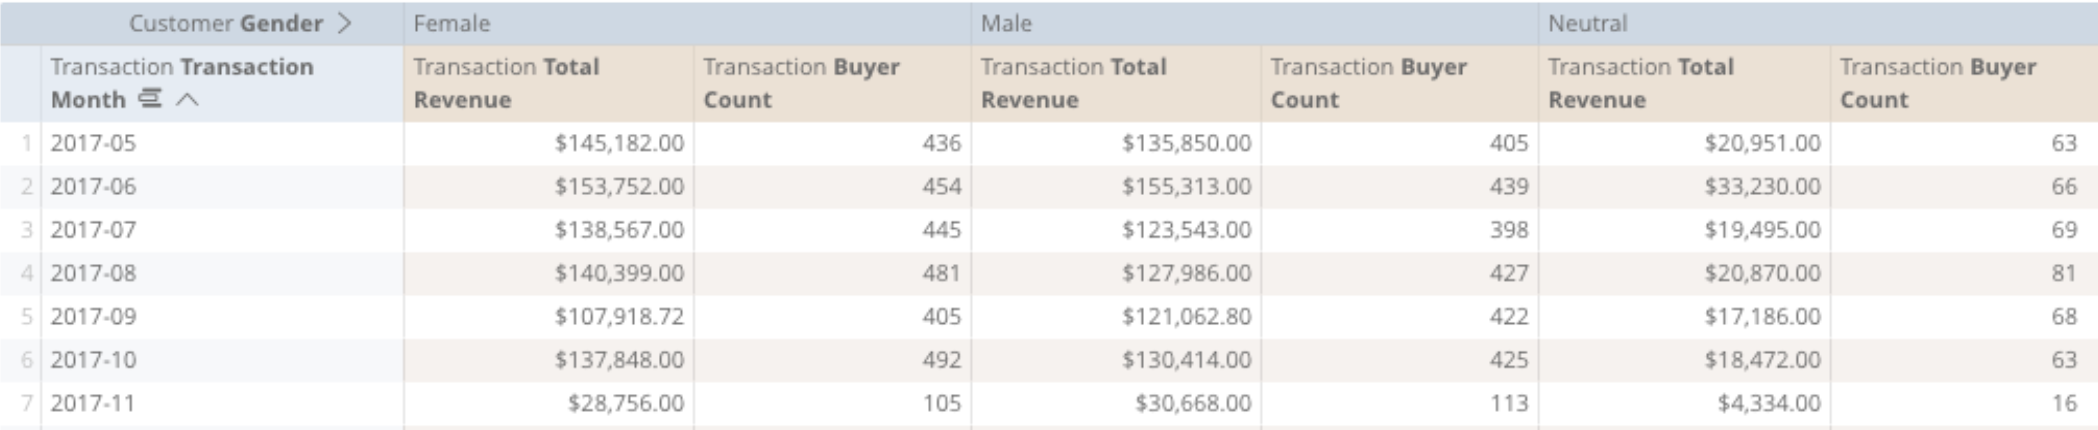 Customer Gender Female Male Neutral
Transaction Transaction Transaction Total Transaction Buyer Transaction Total Transaction Buyer Transaction Total Transaction Buyer
Month Revenue Count Revenue Count Revenue Count
1 2017-05 $145,182.00 436 $135,850.00 405 $20,951.00 63
2 2017-06 $153,752.00 454 $155,313.00 439 $33,230.00 66
3 2017-07 $138,567.00 445 $123,543.00 398 $19,495.00 69
4 2017-08 $140,399.00 481 $127,986.00 427 $20,870.00 81
5 2017-09 $107,918.72 405 $121,062.80 422 $17,186.00 68
6 2017-10 $137,848.00 492 $130,414.00 425 $18,472.00 63
7 2017-11 $28,756.00 105 $30,668.00 113 $4,334.00 16